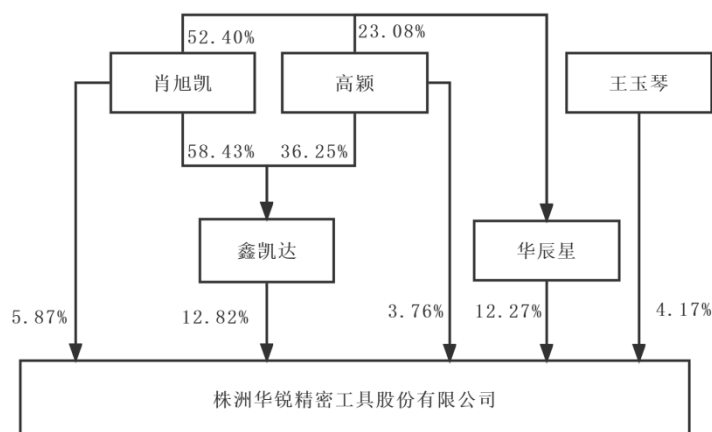 52.40%
23.08%
肖旭凯
高颖
王玉琴
58.43%
36.25%
鑫凯达
华辰星
5.87%
12.82%
3.76%
12.27%
4.17%
株洲华锐精密工具股份有限公司